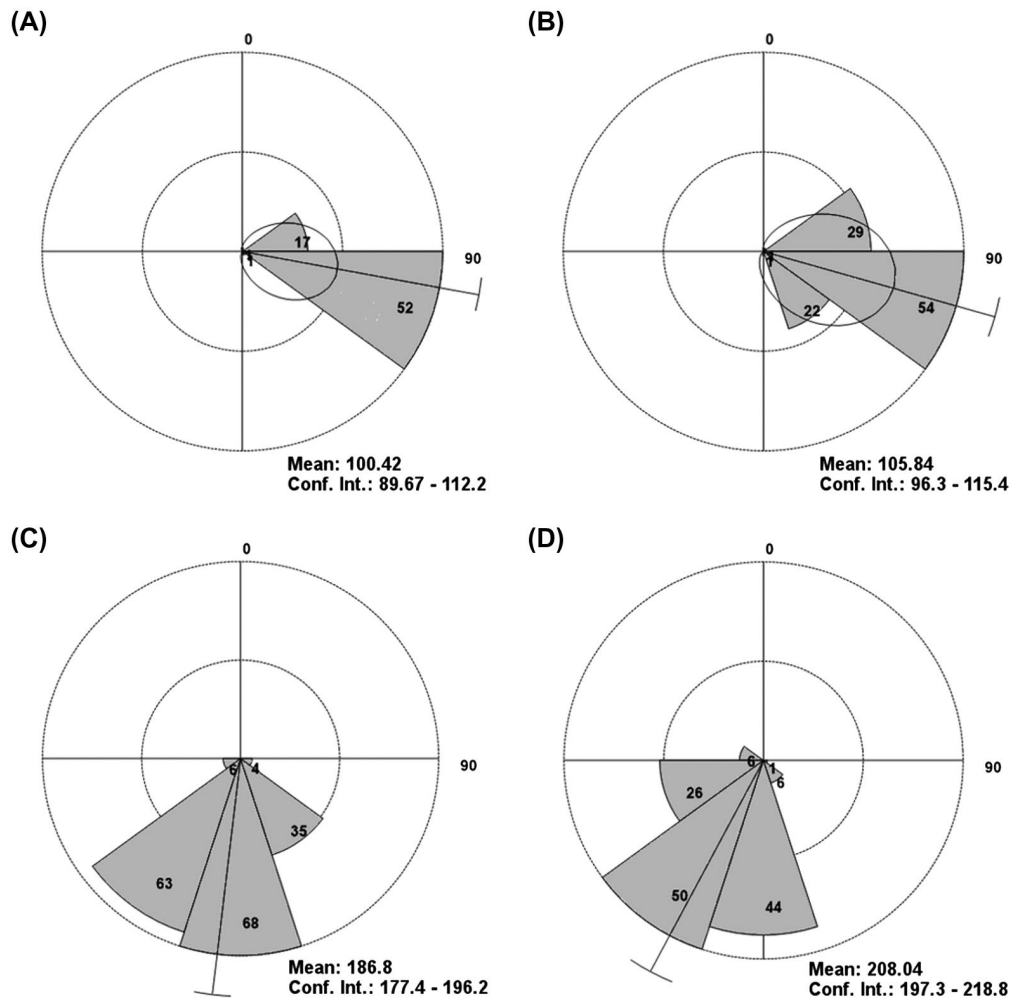 (A)
0
90
17
1
52
Mean: 100.42
Conf. Int.: 89.67 - 112.2
(B)
0
90
29
1
22
54
Mean: 105.84
Conf. Int.: 96.3 - 115.4
(C)
0
90
6
4
35
63
68
Mean: 186.8
Conf. Int.: 177.4 - 196.2
(D)
0
90
6
1
6
26
50
44
Mean: 208.04
Conf. Int.: 197.3 - 218.8